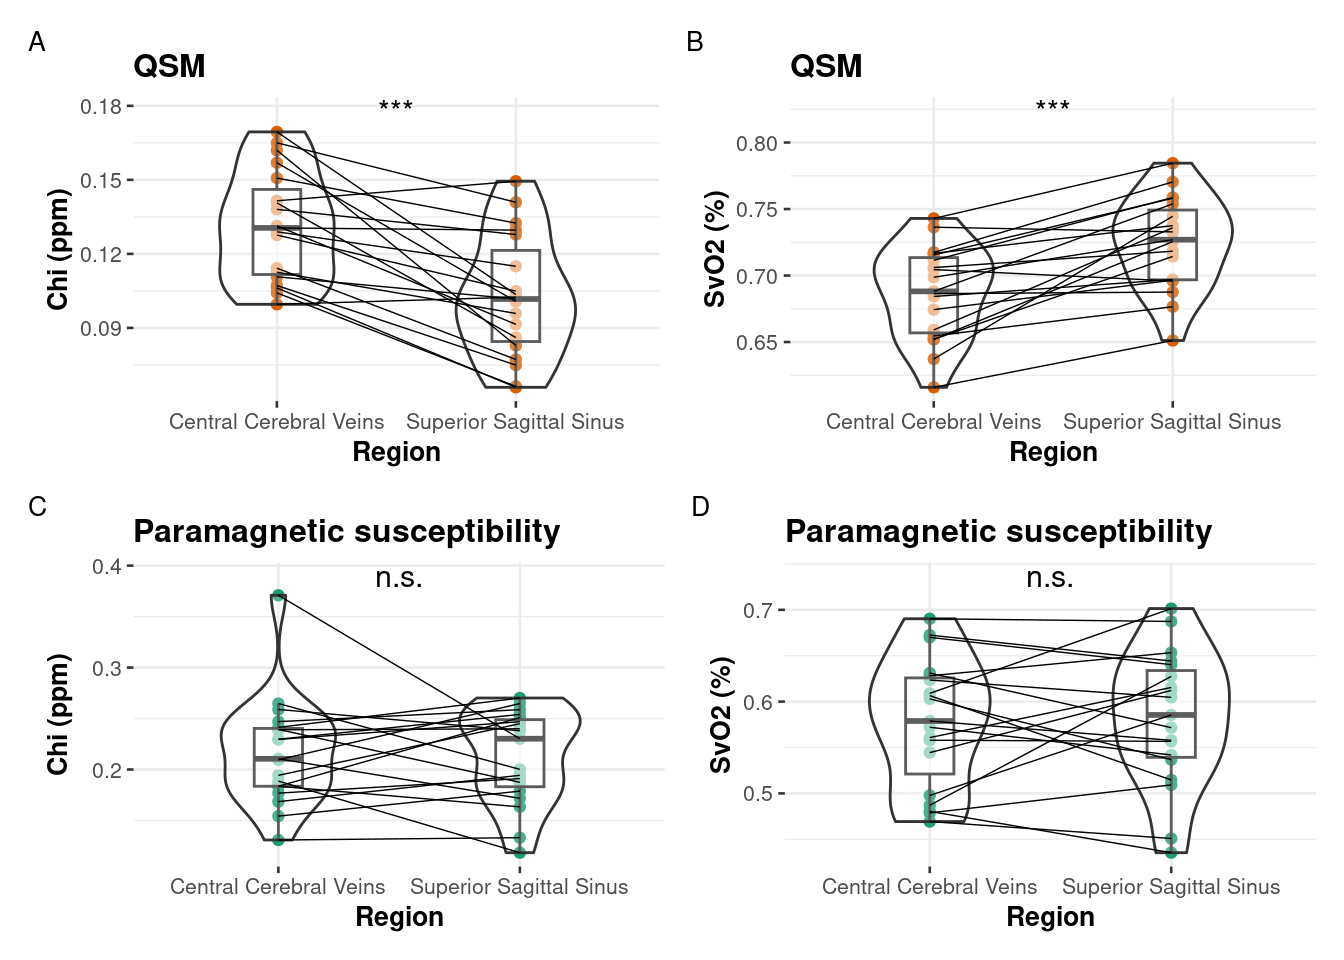 A
QSM
***
Chi (ppm)
0.18
0.15
0.12
0.09
Central Cerebral Veins Superior Sagittal Sinus
Region
B
QSM
***
SvO2 (%)
0.80
0.75
0.70
0.65
Central Cerebral Veins Superior Sagittal Sinus
Region
C
Paramagnetic susceptibility
n.s.
Chi (ppm)
0.4
0.3
0.2
Central Cerebral Veins Superior Sagittal Sinus
Region
D
Paramagnetic susceptibility
n.s.
SvO2 (%)
0.7
0.6
0.5
Central Cerebral Veins Superior Sagittal Sinus
Region